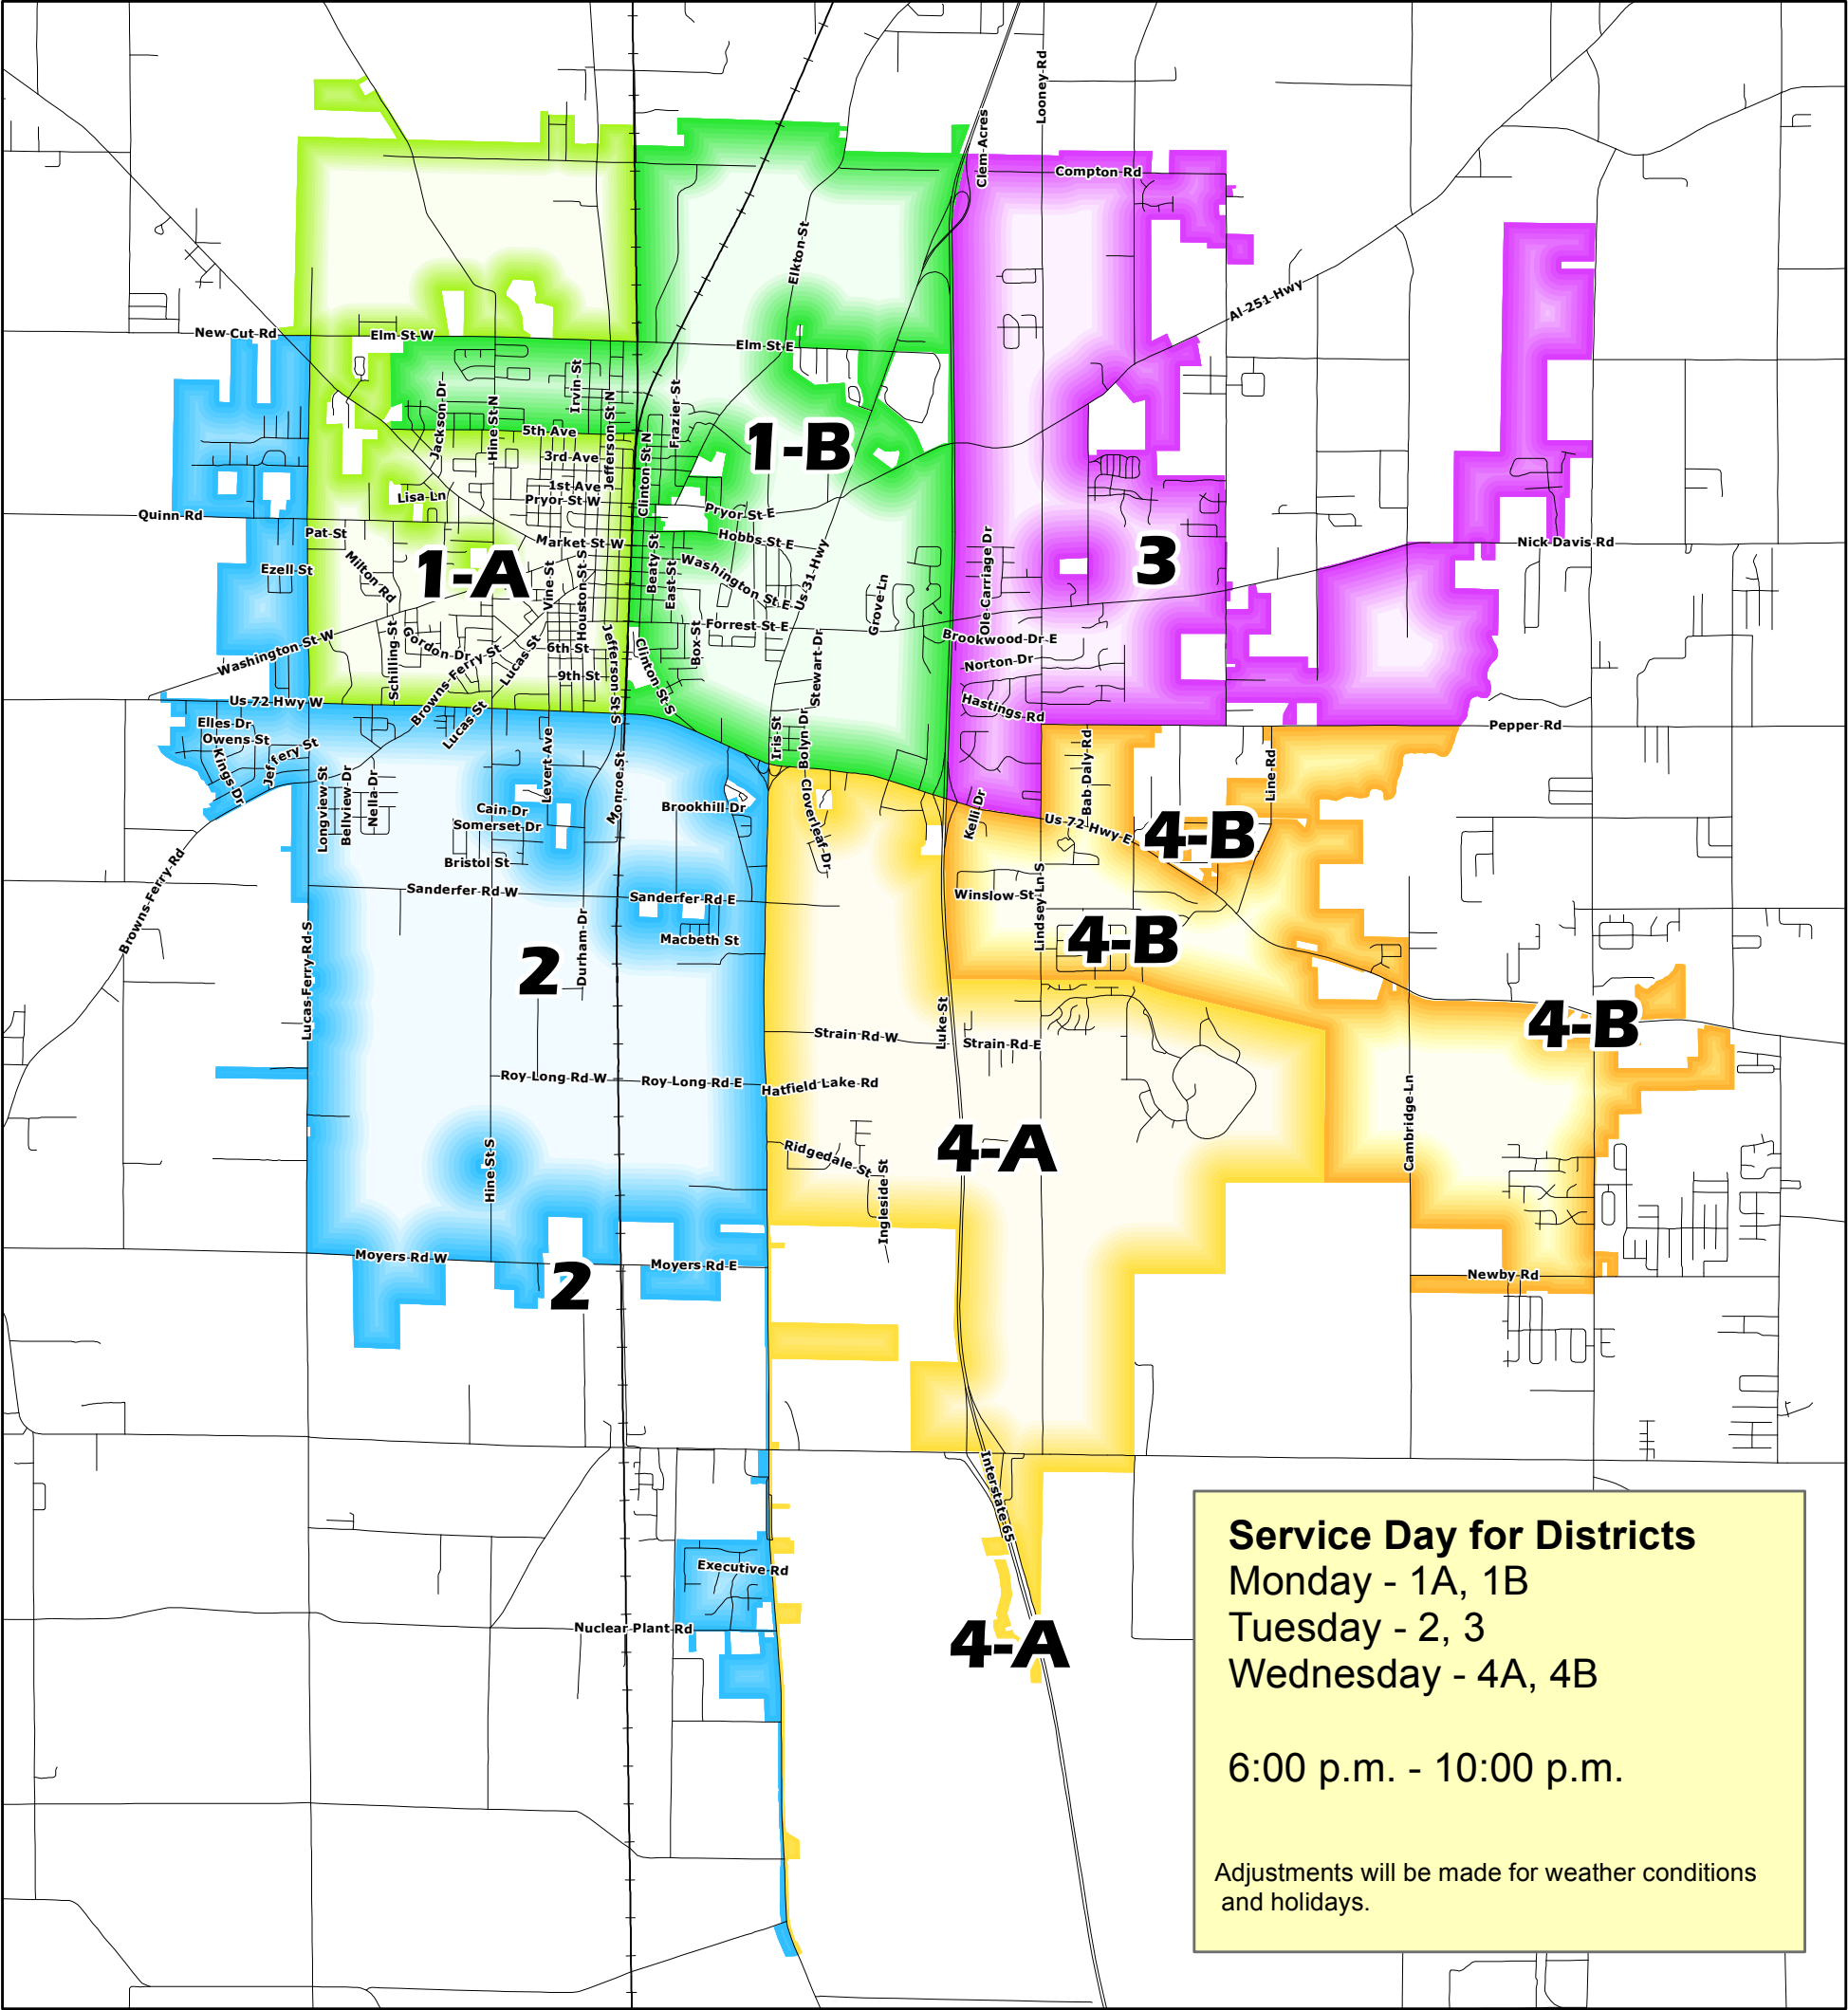 Looney Rd
Clem Acres
Compton Rd
Elkton St
Al 251 Hwy
New Cut Rd
Elm St W
Elm St E
Irvin St
Jackson Dr
Hine St N
Jefferson St N
Frazier St
5th Ave
1-B
3rd Ave
Clinton St N
1st Ave
Lisa Ln
Pryor St W
Pryor St E
Quinn Rd
Pat St
Market St W
Hobbs St E
Nick Davis Rd
Ezell St
Milton Rd
1-A
Vine St
Houston St S
Beaty St
East St
Washington St E
Us 31 Hwy
Grove Ln
Ole Carriage Dr
3
Washington St W
Schilling St
Gordon Dr
Browns Ferry St
Lucas St
6th St
9th St
Jefferson St S
Clinton St S
Box St
Forrest St E
Stewart Dr
Brookwood Dr E
Norton Dr
Hastings Rd
Us 72 Hwy W
Pepper Rd
Elles Dr
Owens St
Kings Dr
Jeffery St
Lucas St
Iris St
Bolyn Dr
Longview St
Bellview Dr
Nella Dr
Levert Ave
Monroe St
Cain Dr
Somerset Dr
Brookhill Dr
Cloverleaf Dr
Kelli Dr
Bab Daly Rd
Line Rd
Us 72 Hwy E
4-B
Bristol St
Browns Ferry Rd
Sanderfer Rd W
Sanderfer Rd E
Winslow St
Lindsey Ln S
4-B
Macbeth St
Durham Dr
2
Lucas Ferry Rd S
Luke St
4-B
Strain Rd W
Strain Rd E
Roy Long Rd W
Roy Long Rd E
Hatfield Lake Rd
Cambridge Ln
4-A
Ridgedale St
Ingleside St
Hine St S
Moyers Rd W
2
Moyers Rd E
Newby Rd
Interstate 65
Executive Rd
Nuclear Plant Rd
4-A
Service Day for Districts
Monday - 1A, 1B
Tuesday - 2, 3
Wednesday - 4A, 4B
6:00 p.m. - 10:00 p.m.
Adjustments will be made for weather conditions
and holidays.